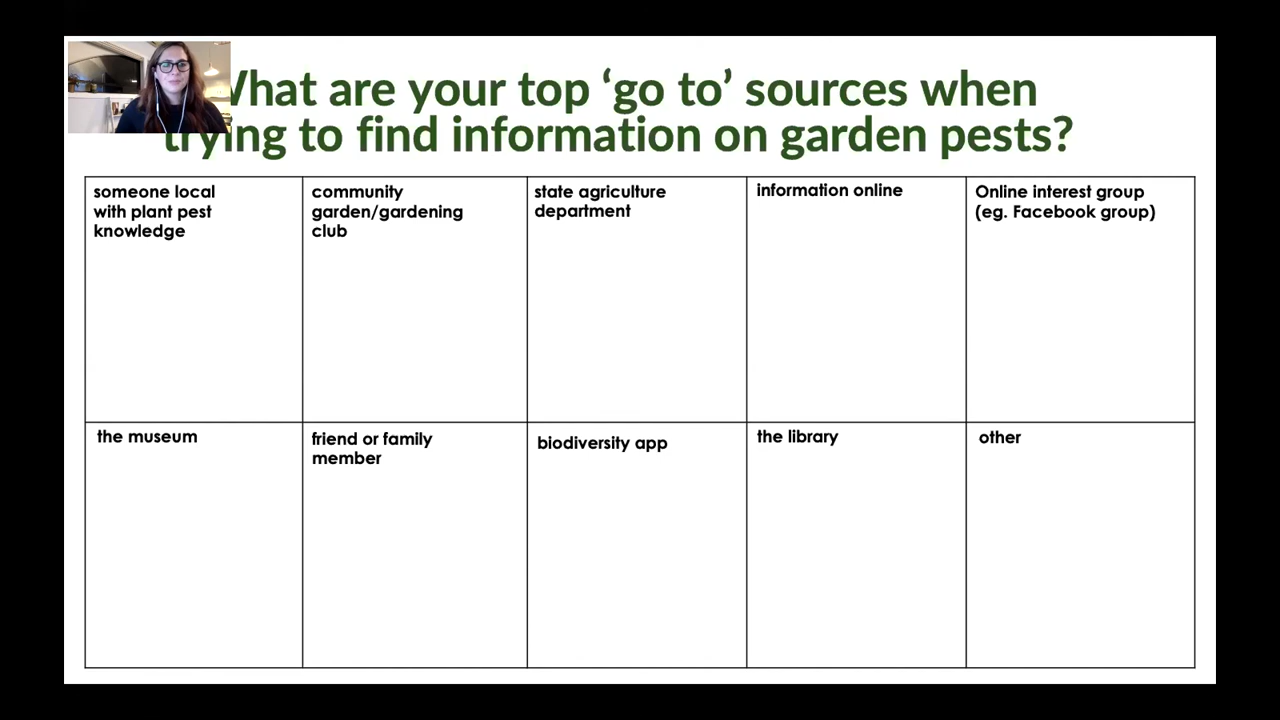 What are your top ‘go to’ sources when
trying to find information on garden pests?
someone local
with plant pest
knowledge
community
garden/gardening
club
state agriculture
department
information online
Online interest group
(eg. Facebook group)
the museum
friend or family
member
biodiversity app
the library
other